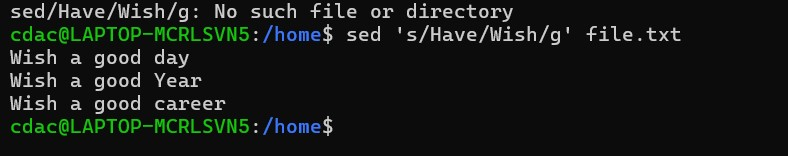 sed/Have/Wish/g: No such file or directory
cdac@LAPTOP-MCRLSVN5:/home$ sed 's/Have/Wish/g' file.txt
Wish a good day
Wish a good Year
Wish a good career
cdac@LAPTOP-MCRLSVN5:/home$